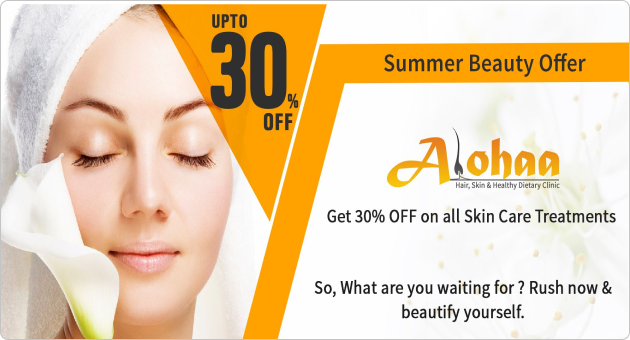 UPTO
30%
OFF
Summer Beauty Offer
Alohaa
Hair, Skin & Healthy Dietary Clinic
Get 30% OFF on all Skin Care Treatments
So, What are you waiting for ? Rush now &
beautify yourself.